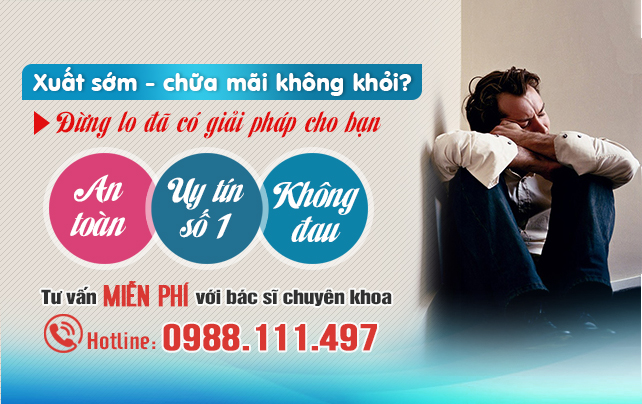 Xuất sớm - chữa mãi không khỏi?
Đừng lo đã có giải pháp cho bạn
An toàn
Uy tín số 1
Không đau
Tư vấn MIỄN PHÍ với bác sĩ chuyên khoa
Hotline: 0988.111.497